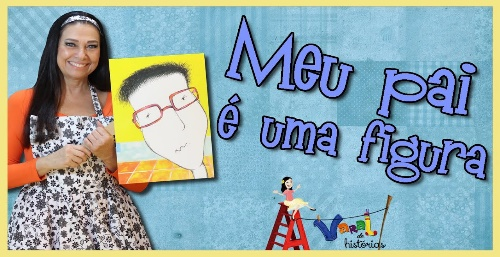 Meu pai
é uma figura
Varal
de
histórias